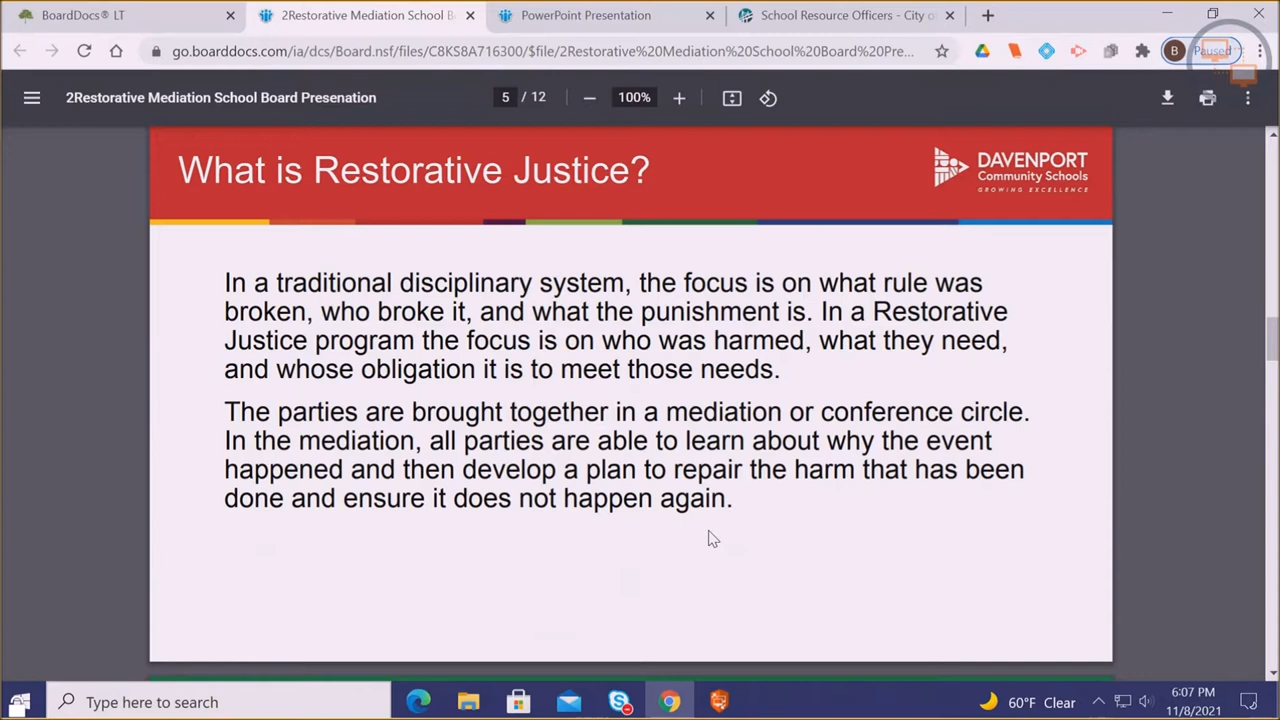 BoardDocs® LT
2Restorative Mediation School B
PowerPoint Presentation
School Resource Officers - City o
go.boarddocs.com/ia/dcs/Board.nsf/files/C8KS8A716307/$file/2Restorative%20Mediation%20School%20Board%20Pre...
B Paused
2Restorative Mediation School Board Presenation
5 / 12
100%
What is Restorative Justice?
DAVENPORT
Community Schools
GROWING EXCELLENCE
In a traditional disciplinary system, the focus is on what rule was
broken, who broke it, and what the punishment is. In a Restorative
Justice program the focus is on who was harmed, what they need,
and whose obligation it is to meet those needs.
The parties are brought together in a mediation or conference circle.
In the mediation, all parties are able to learn about why the event
happened and then develop a plan to repair the harm that has been
done and ensure it does not happen again.
Type here to search
60°F Clear
6:07 PM
11/8/2021